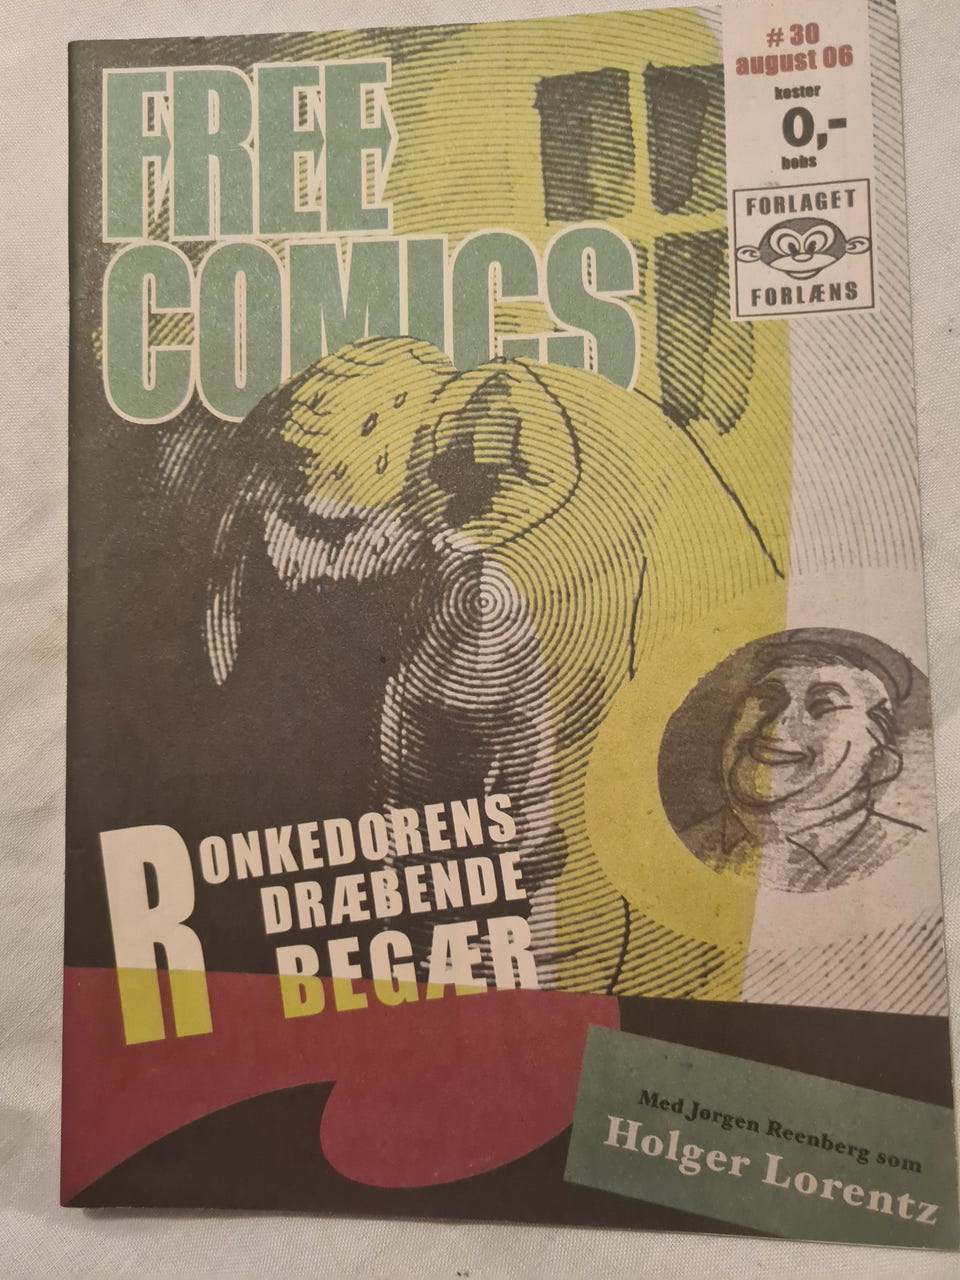 FREE
COMICS
# 30
august 06
koster
0,-
bobs
FORLAGET
FORLÆNS
RONKEDORENS
DRÆBENDE
BEGÆR
Med Jørgen Reenberg som
Holger Lorentz